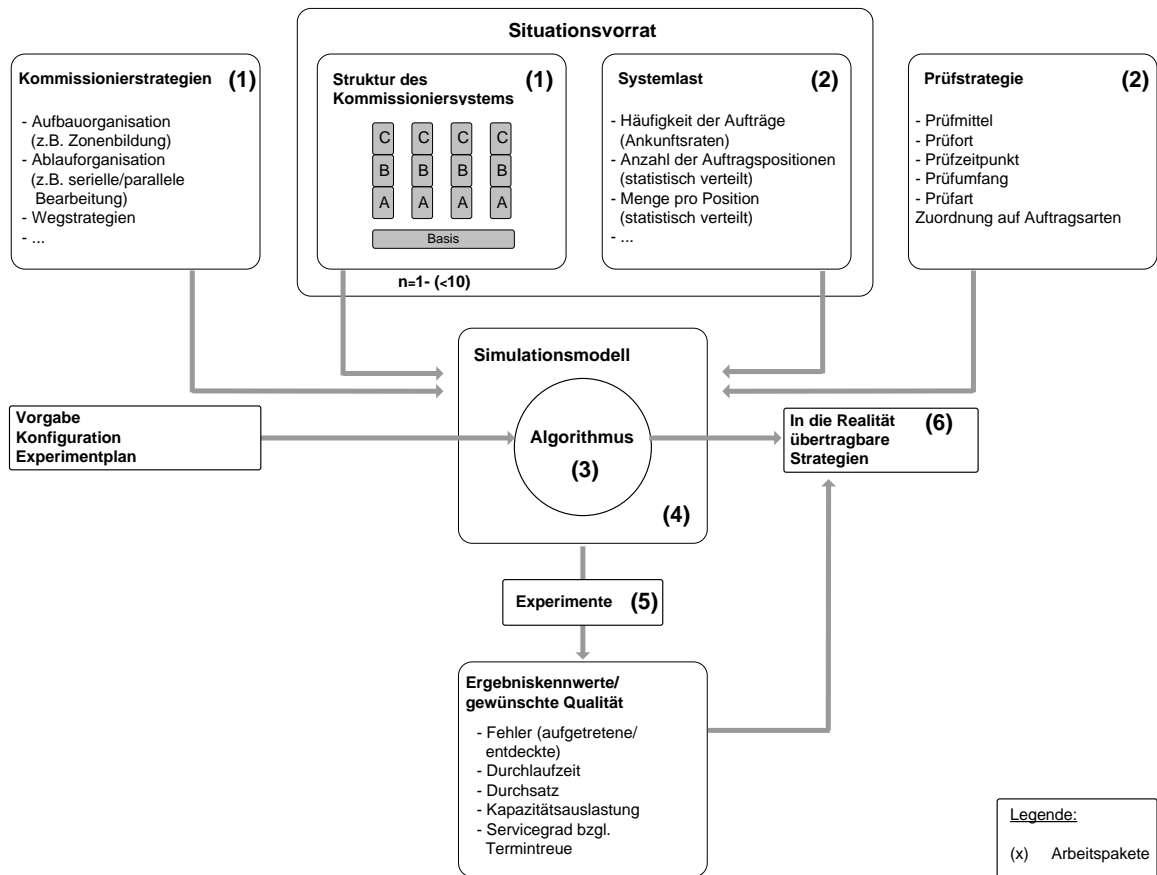 Situationsvorrat
Kommissionierstrategien (1)
- Aufbauorganisation
(z.B. Zonenbildung)
- Ablauforganisation
(z.B. serielle/parallele
Bearbeitung)
- Wegstrategien
- ...
Struktur des (1)
Kommissioniersystems
C C C C
B B B B
A A A A
Basis
n=1- (<10)
Systemlast (2)
- Häufigkeit der Aufträge
(Ankunftsraten)
- Anzahl der Auftragspositionen
(statistisch verteilt)
- Menge pro Position
(statistisch verteilt)
- ...
Prüfstrategie (2)
- Prüfmittel
- Prüfort
- Prüfzeitpunkt
- Prüfumfang
- Prüfart
Zuordnung auf Auftragsarten
Simulationsmodell
Algorithmus
(3)
(4)
Vorgabe
Konfiguration
Experimentplan
In die Realität (6)
übertragbare
Strategien
Experimente (5)
Ergebniskennwerte/
gewünschte Qualität
- Fehler (aufgetretene/
entdeckte)
- Durchlaufzeit
- Durchsatz
- Kapazitätsauslastung
- Servicegrad bzgl.
Termintreue
Legende:
(x) Arbeitspakete